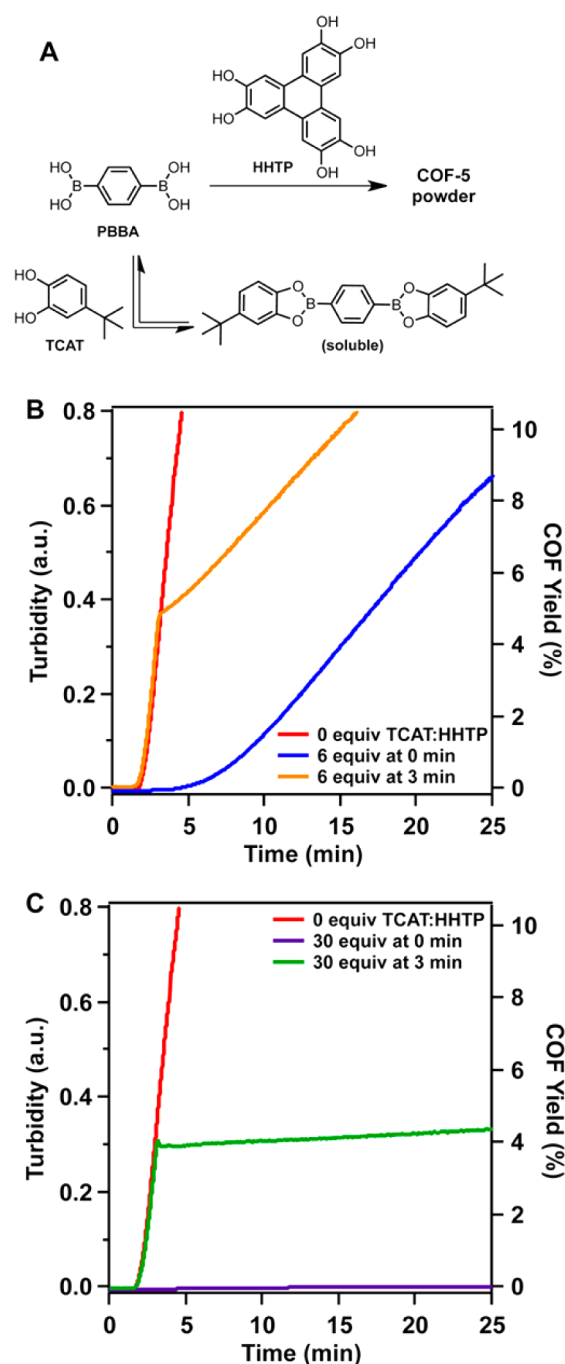 A
OH
OH
HO
HO
OH
OH
HHTP
HO
OH
B
B
HO
OH
PBBA
COF-5
powder
HO
HO
TCAT
O
B
O
O
B
O
(soluble)
B
0.8
0.6
0.4
0.2
0.0
Turbidity (a.u.)
10
8
6
4
2
0
COF Yield (%)
0 equiv TCAT:HHTP
6 equiv at 0 min
6 equiv at 3 min
0 5 10 15 20 25
Time (min)
C
0.8
0.6
0.4
0.2
0.0
Turbidity (a.u.)
10
8
6
4
2
0
COF Yield (%)
0 equiv TCAT:HHTP
30 equiv at 0 min
30 equiv at 3 min
0 5 10 15 20 25
Time (min)